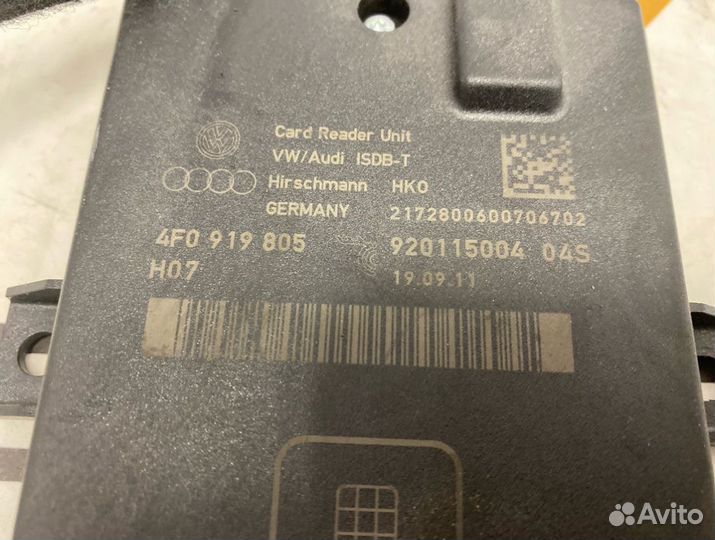 Card Reader Unit
VW/Audi ISDB-T
Hirschmann HKO
GERMANY 2172800600706702
4F0 919 805 920115004 04S
H07 19.09.11
Avito